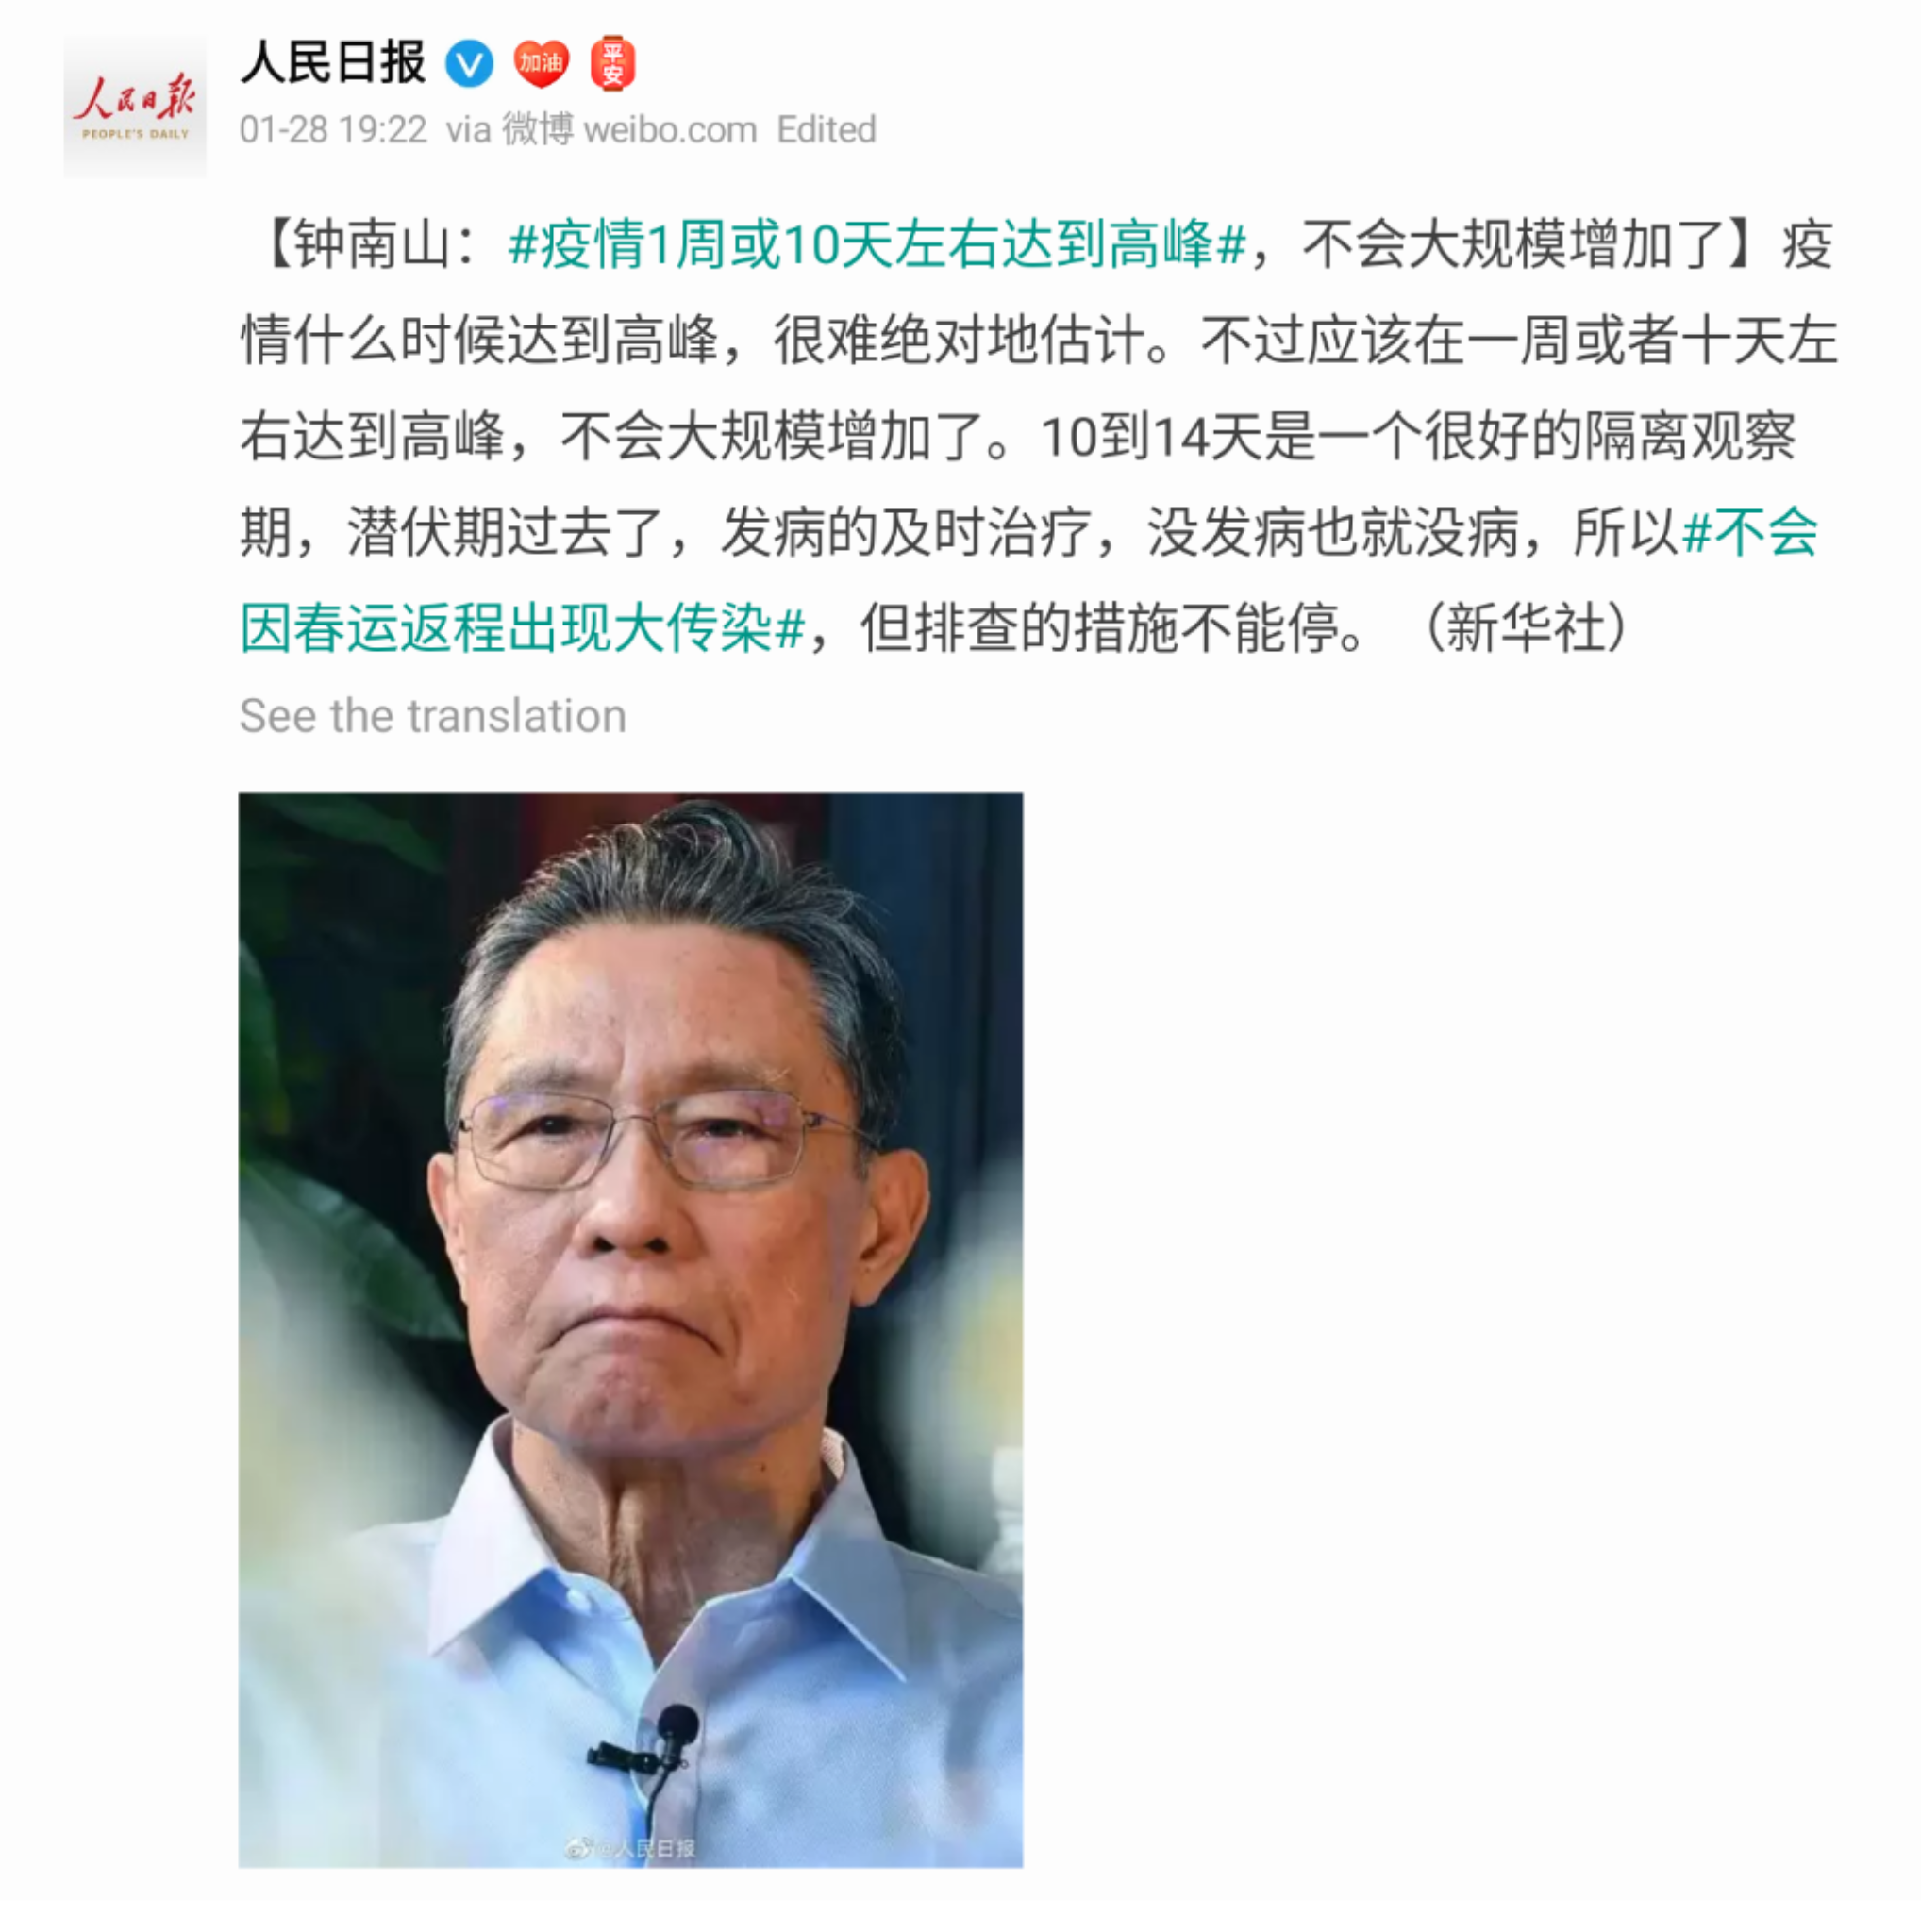 人民日报
PEOPLE'S DAILY
人民日报 V 加油 平安
01-28 19:22 via 微博 weibo.com Edited
【钟南山：#疫情1周或10天左右达到高峰#，不会大规模增加了】疫
情什么时候达到高峰，很难绝对地估计。不过应该在一周或者十天左
右达到高峰，不会大规模增加了。10到14天是一个很好的隔离观察
期，潜伏期过去了，发病的及时治疗，没发病也就没病，所以#不会
因春运返程出现大传染#，但排查的措施不能停。（新华社）
See the translation
@人民日报